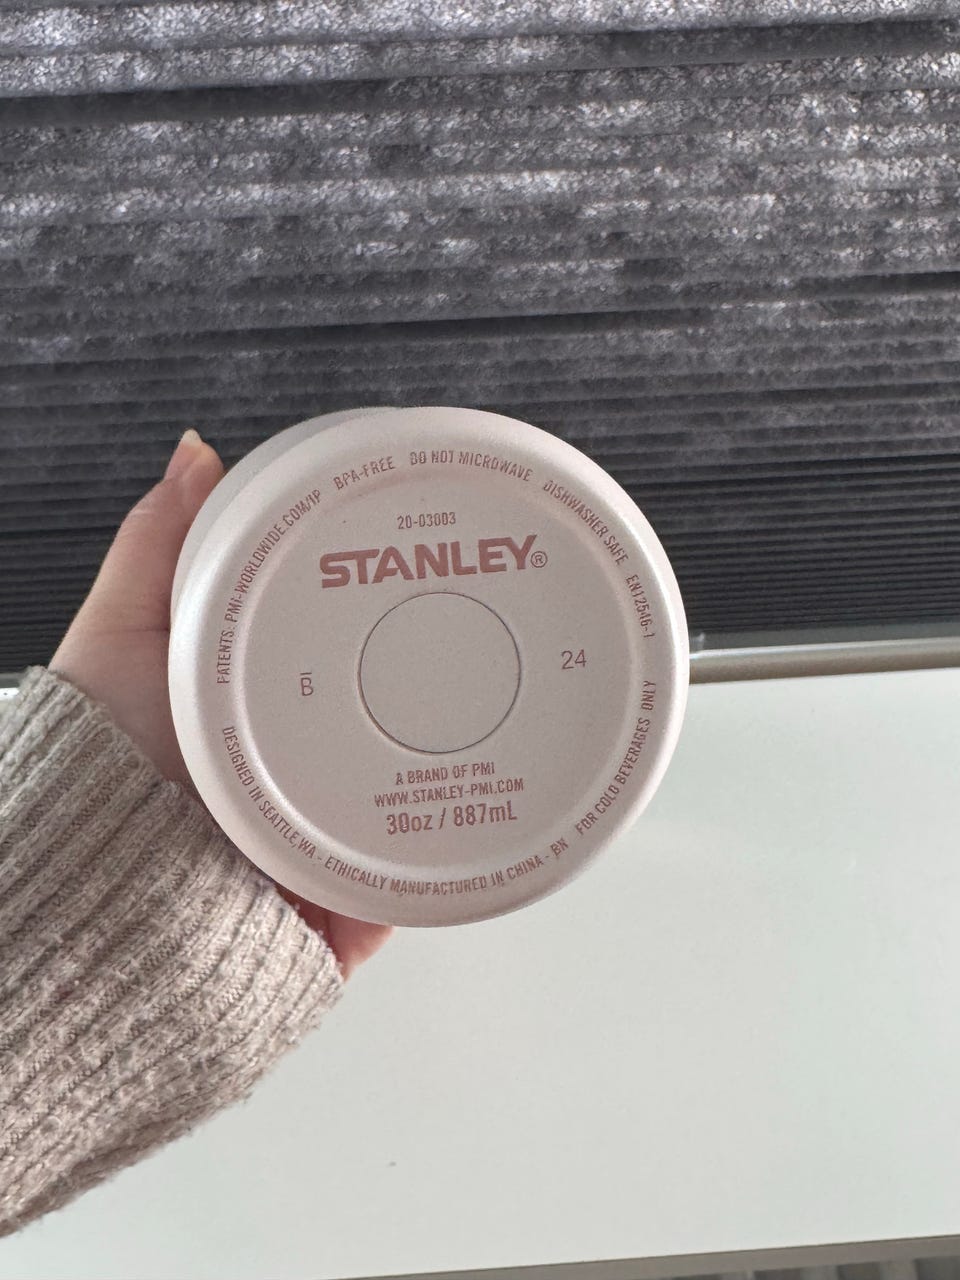 PATENTS: PMI-WORLDWIDE.COM/IP BPA-FREE DO NOT MICROWAVE DISHWASHER SAFE EN12546-1
20-03003
STANLEY®
B̅ 24
A BRAND OF PMI
WWW.STANLEY-PMI.COM
30oz / 887mL
DESIGNED IN SEATTLE, WA - ETHICALLY MANUFACTURED IN CHINA - BN FOR COLD BEVERAGES ONLY